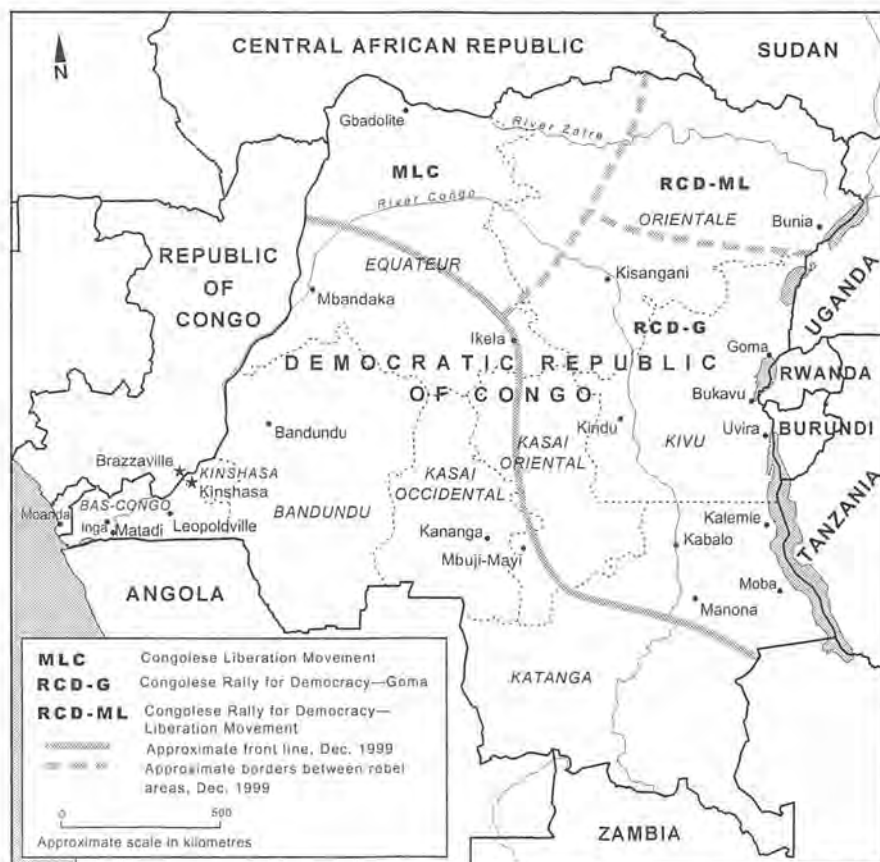 CENTRAL AFRICAN REPUBLIC
SUDAN
N
Gbadolite
River Zaire
MLC
RCD-ML
River Congo
ORIENTALE
Bunia
REPUBLIC
OF
CONGO
EQUATEUR
Kisangani
UGANDA
Mbandaka
RCD-G
Ikela
Goma
DEMOCRATIC REPUBLIC
OF CONGO
RWANDA
Bukavu
Bandundu
Kindu
KIVU
Uvira
BURUNDI
KASAI
ORIENTAL
Brazzaville
KINSHASA
Kinshasa
KASAI
OCCIDENTAL
BAS-CONGO
Moanda
Inga
Matadi
Leopoldville
BANDUNDU
Kananga
Mbuji-Mayi
Kalemie
Kabalo
TANZANIA
ANGOLA
Moba
Manona
KATANGA
ZAMBIA
MLC Congolese Liberation Movement
RCD-G Congolese Rally for Democracy—Goma
RCD-ML Congolese Rally for Democracy—
Liberation Movement
Approximate front line, Dec. 1999
Approximate borders between rebel
areas, Dec. 1999
0 500
Approximate scale in kilometres